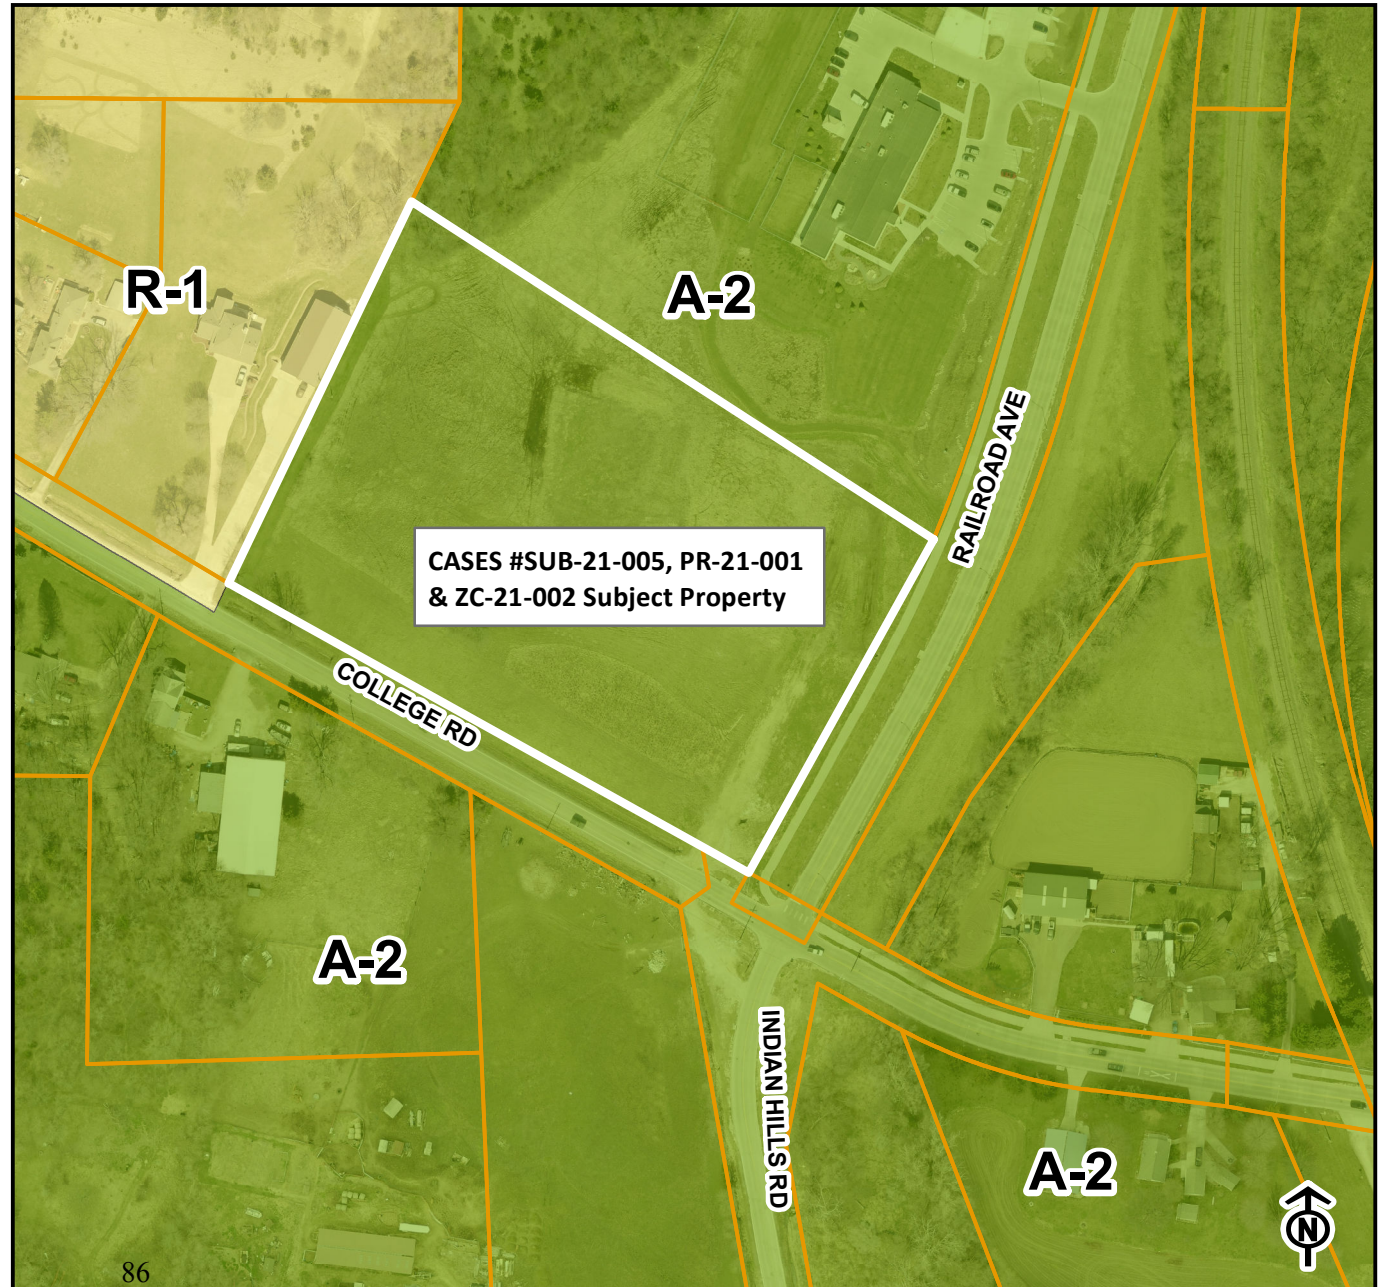 R-1
A-2
RAILROAD AVE
CASES #SUB-21-005, PR-21-001
& ZC-21-002 Subject Property
COLLEGE RD
A-2
INDIAN HILLS RD
A-2
N
86